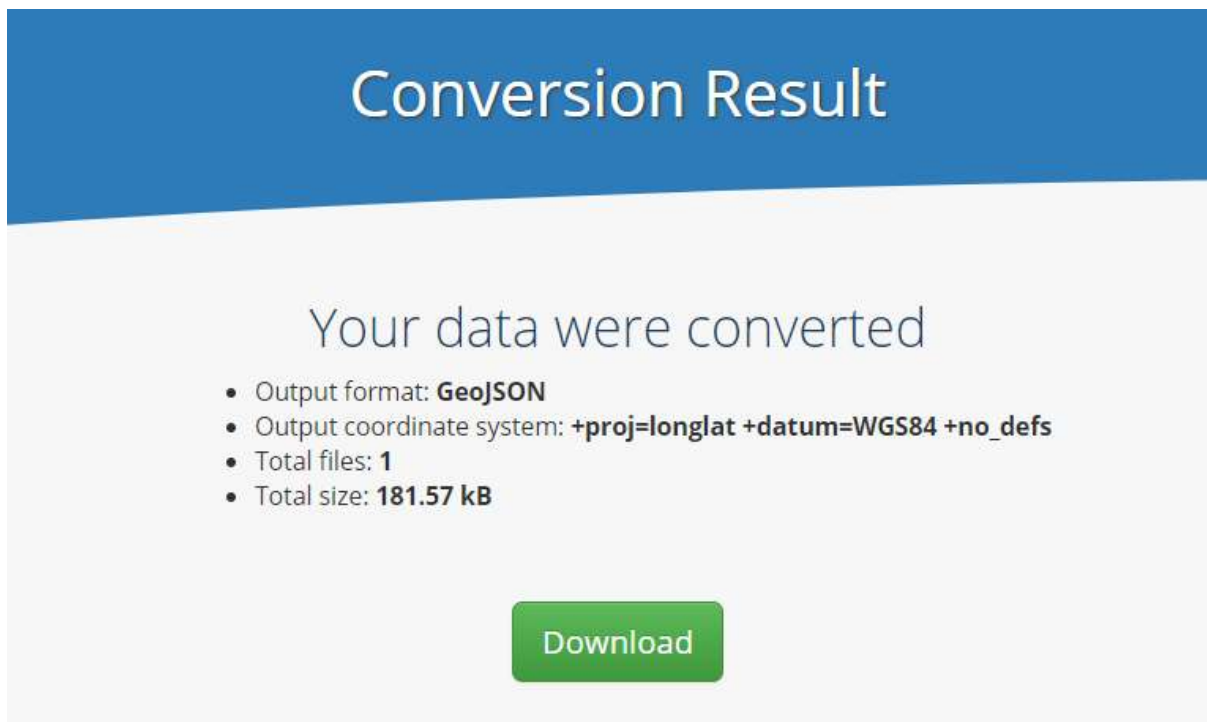 Conversion Result
Your data were converted
• Output format: GeoJSON
• Output coordinate system: +proj=longlat +datum=WGS84 +no_defs
• Total files: 1
• Total size: 181.57 kB
Download